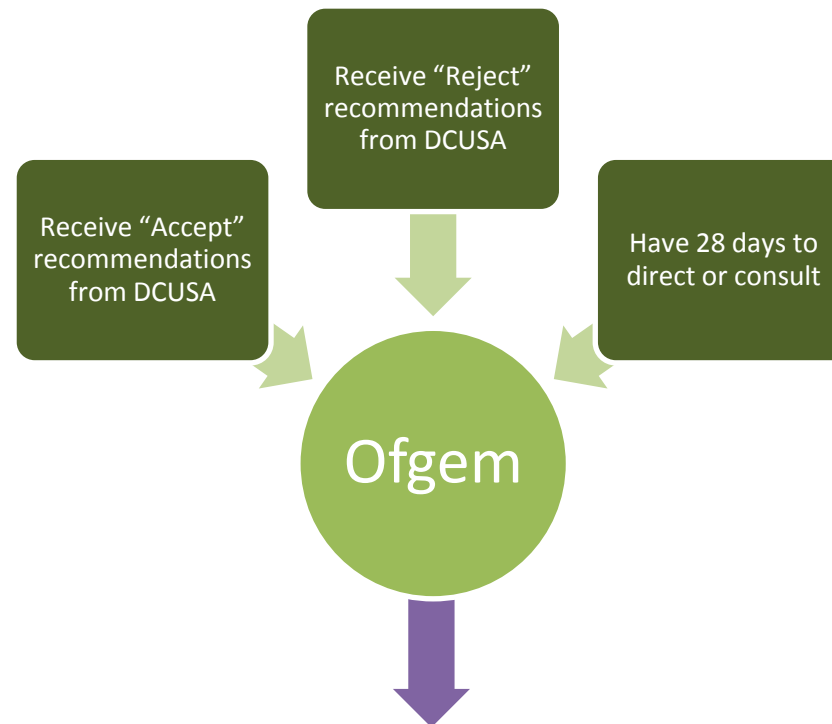 Receive “Reject”
recommendations
from DCUSA
Receive “Accept”
recommendations
from DCUSA
Have 28 days to
direct or consult
Ofgem